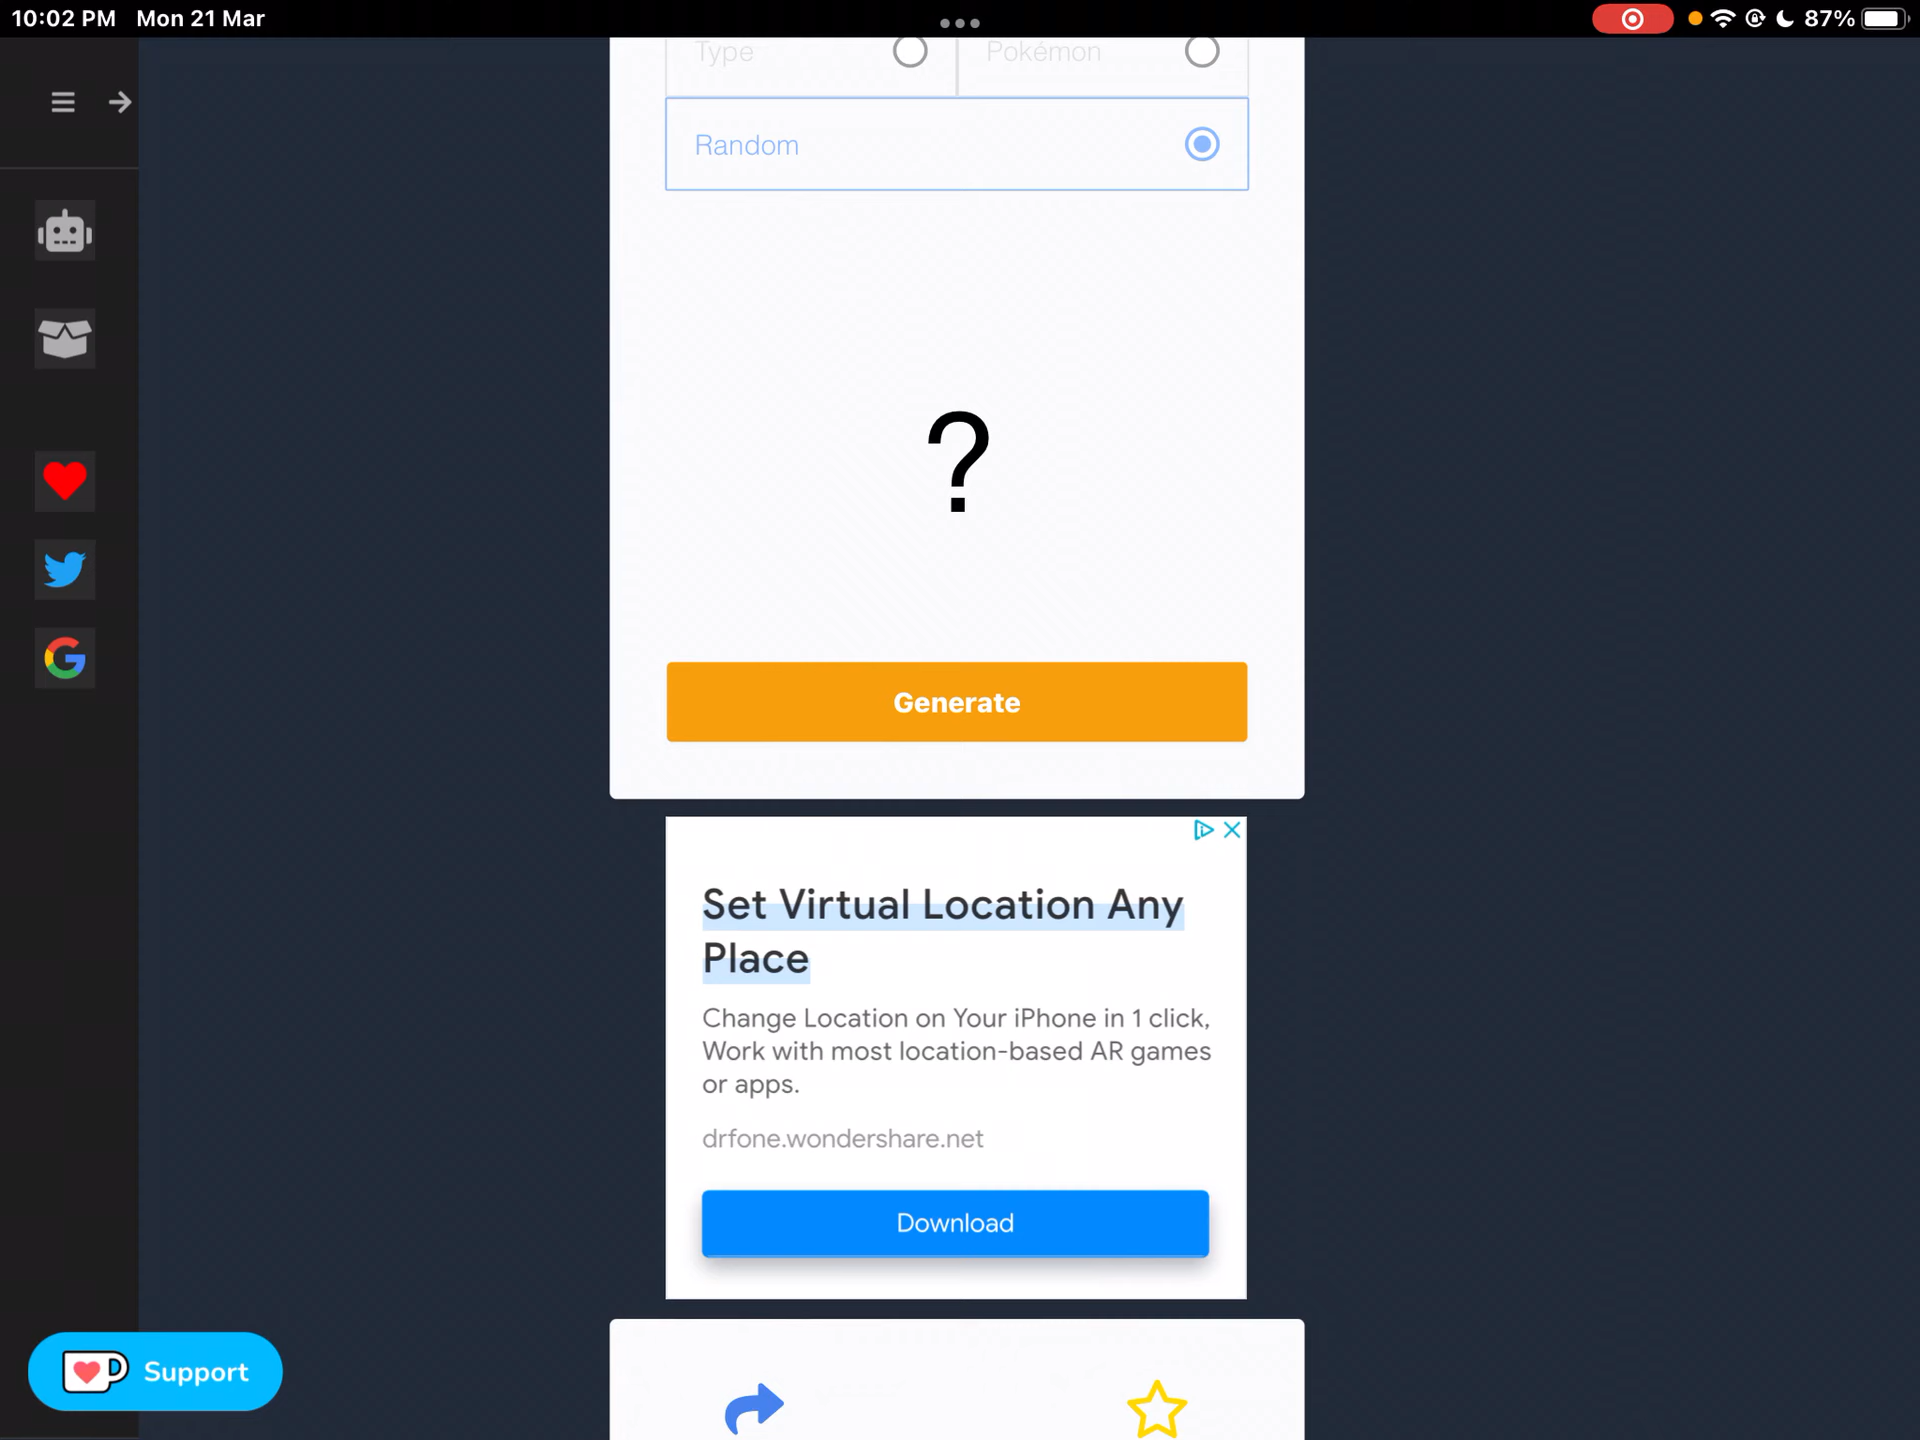 10:02 PM Mon 21 Mar
87%
Type Pokémon
Random
?
Generate
Set Virtual Location Any
Place
Change Location on Your iPhone in 1 click,
Work with most location-based AR games
or apps.
drfone.wondershare.net
Download
Support